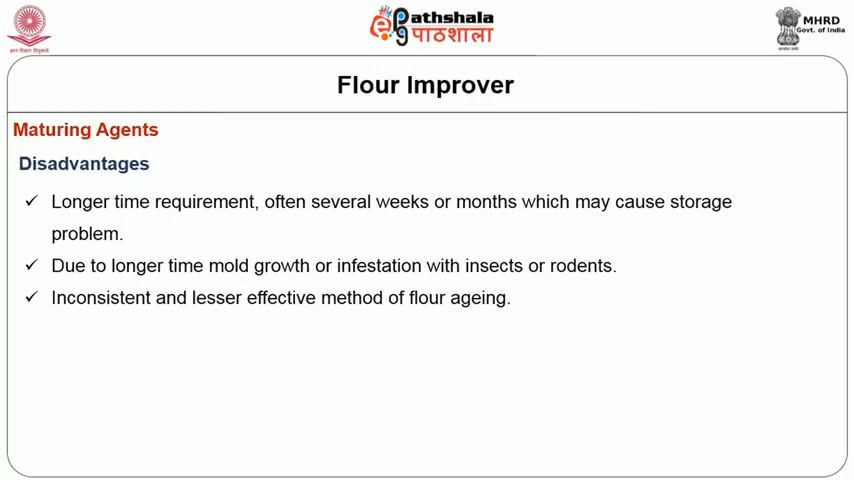 ePG Pathshala
पाठशाला
MHRD
Govt. of India
Flour Improver
Maturing Agents
Disadvantages
✓ Longer time requirement, often several weeks or months which may cause storage
problem.
✓ Due to longer time mold growth or infestation with insects or rodents.
✓ Inconsistent and lesser effective method of flour ageing.